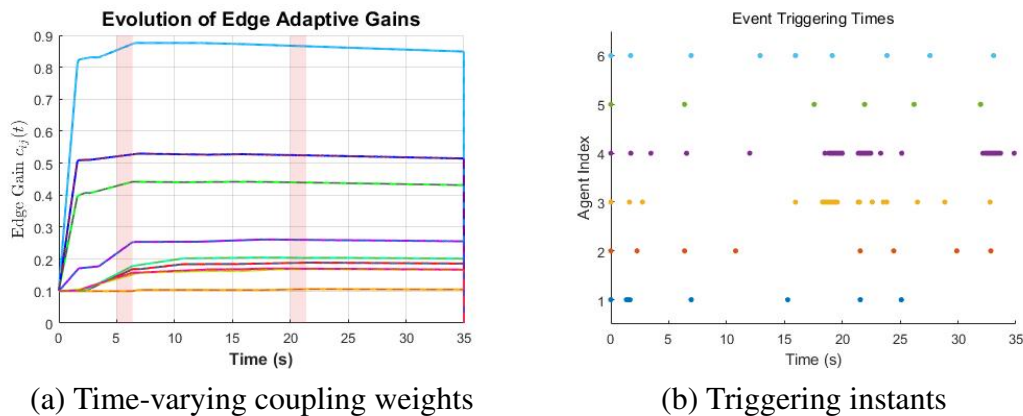 Evolution of Edge Adaptive Gains
Edge Gain c_{ij}(t)
0.9
0.8
0.7
0.6
0.5
0.4
0.3
0.2
0.1
0
0 5 10 15 20 25 30 35
Time (s)
(a) Time-varying coupling weights
Event Triggering Times
Agent Index
6
5
4
3
2
1
0 5 10 15 20 25 30 35
Time (s)
(b) Triggering instants